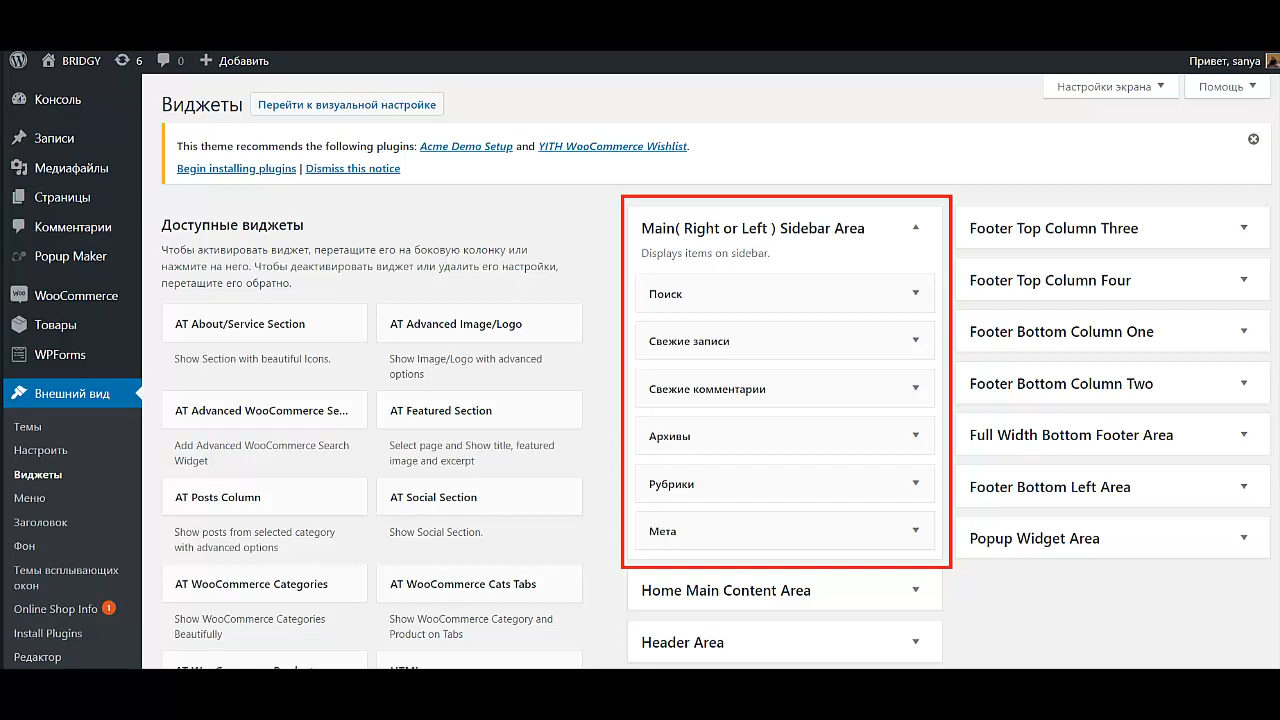 BRIDGY 6 0 Добавить
Привет, sanya
Консоль
Записи
Медиафайлы
Страницы
Комментарии
Popup Maker
WooCommerce
Товары
WPForms
Внешний вид
Темы
Настроить
Виджеты
Меню
Заголовок
Фон
Темы всплывающих
окон
Online Shop Info 1
Install Plugins
Редактор
Настройки экрана
Помощь
Виджеты
Перейти к визуальной настройке
This theme recommends the following plugins: Acme Demo Setup and YITH WooCommerce Wishlist.
Begin installing plugins | Dismiss this notice
Доступные виджеты
Чтобы активировать виджет, перетащите его на боковую колонку или
нажмите на него. Чтобы деактивировать виджет или удалить его настройки,
перетащите его обратно.
AT About/Service Section
Show Section with beautiful Icons.
AT Advanced Image/Logo
Show Image/Logo with advanced
options
AT Advanced WooCommerce Se...
Add Advanced WooCommerce Search
Widget
AT Featured Section
Select page and Show title, featured
image and excerpt
AT Posts Column
Show posts from selected category
with advanced options
AT Social Section
Show Social Section.
AT WooCommerce Categories
Show WooCommerce Categories
Beautifully
AT WooCommerce Cats Tabs
Show WooCommerce Category and
Product on Tabs
Main( Right or Left ) Sidebar Area
Displays items on sidebar.
Поиск
Свежие записи
Свежие комментарии
Архивы
Рубрики
Мета
Home Main Content Area
Header Area
Footer Top Column Three
Footer Top Column Four
Footer Bottom Column One
Footer Bottom Column Two
Full Width Bottom Footer Area
Footer Bottom Left Area
Popup Widget Area